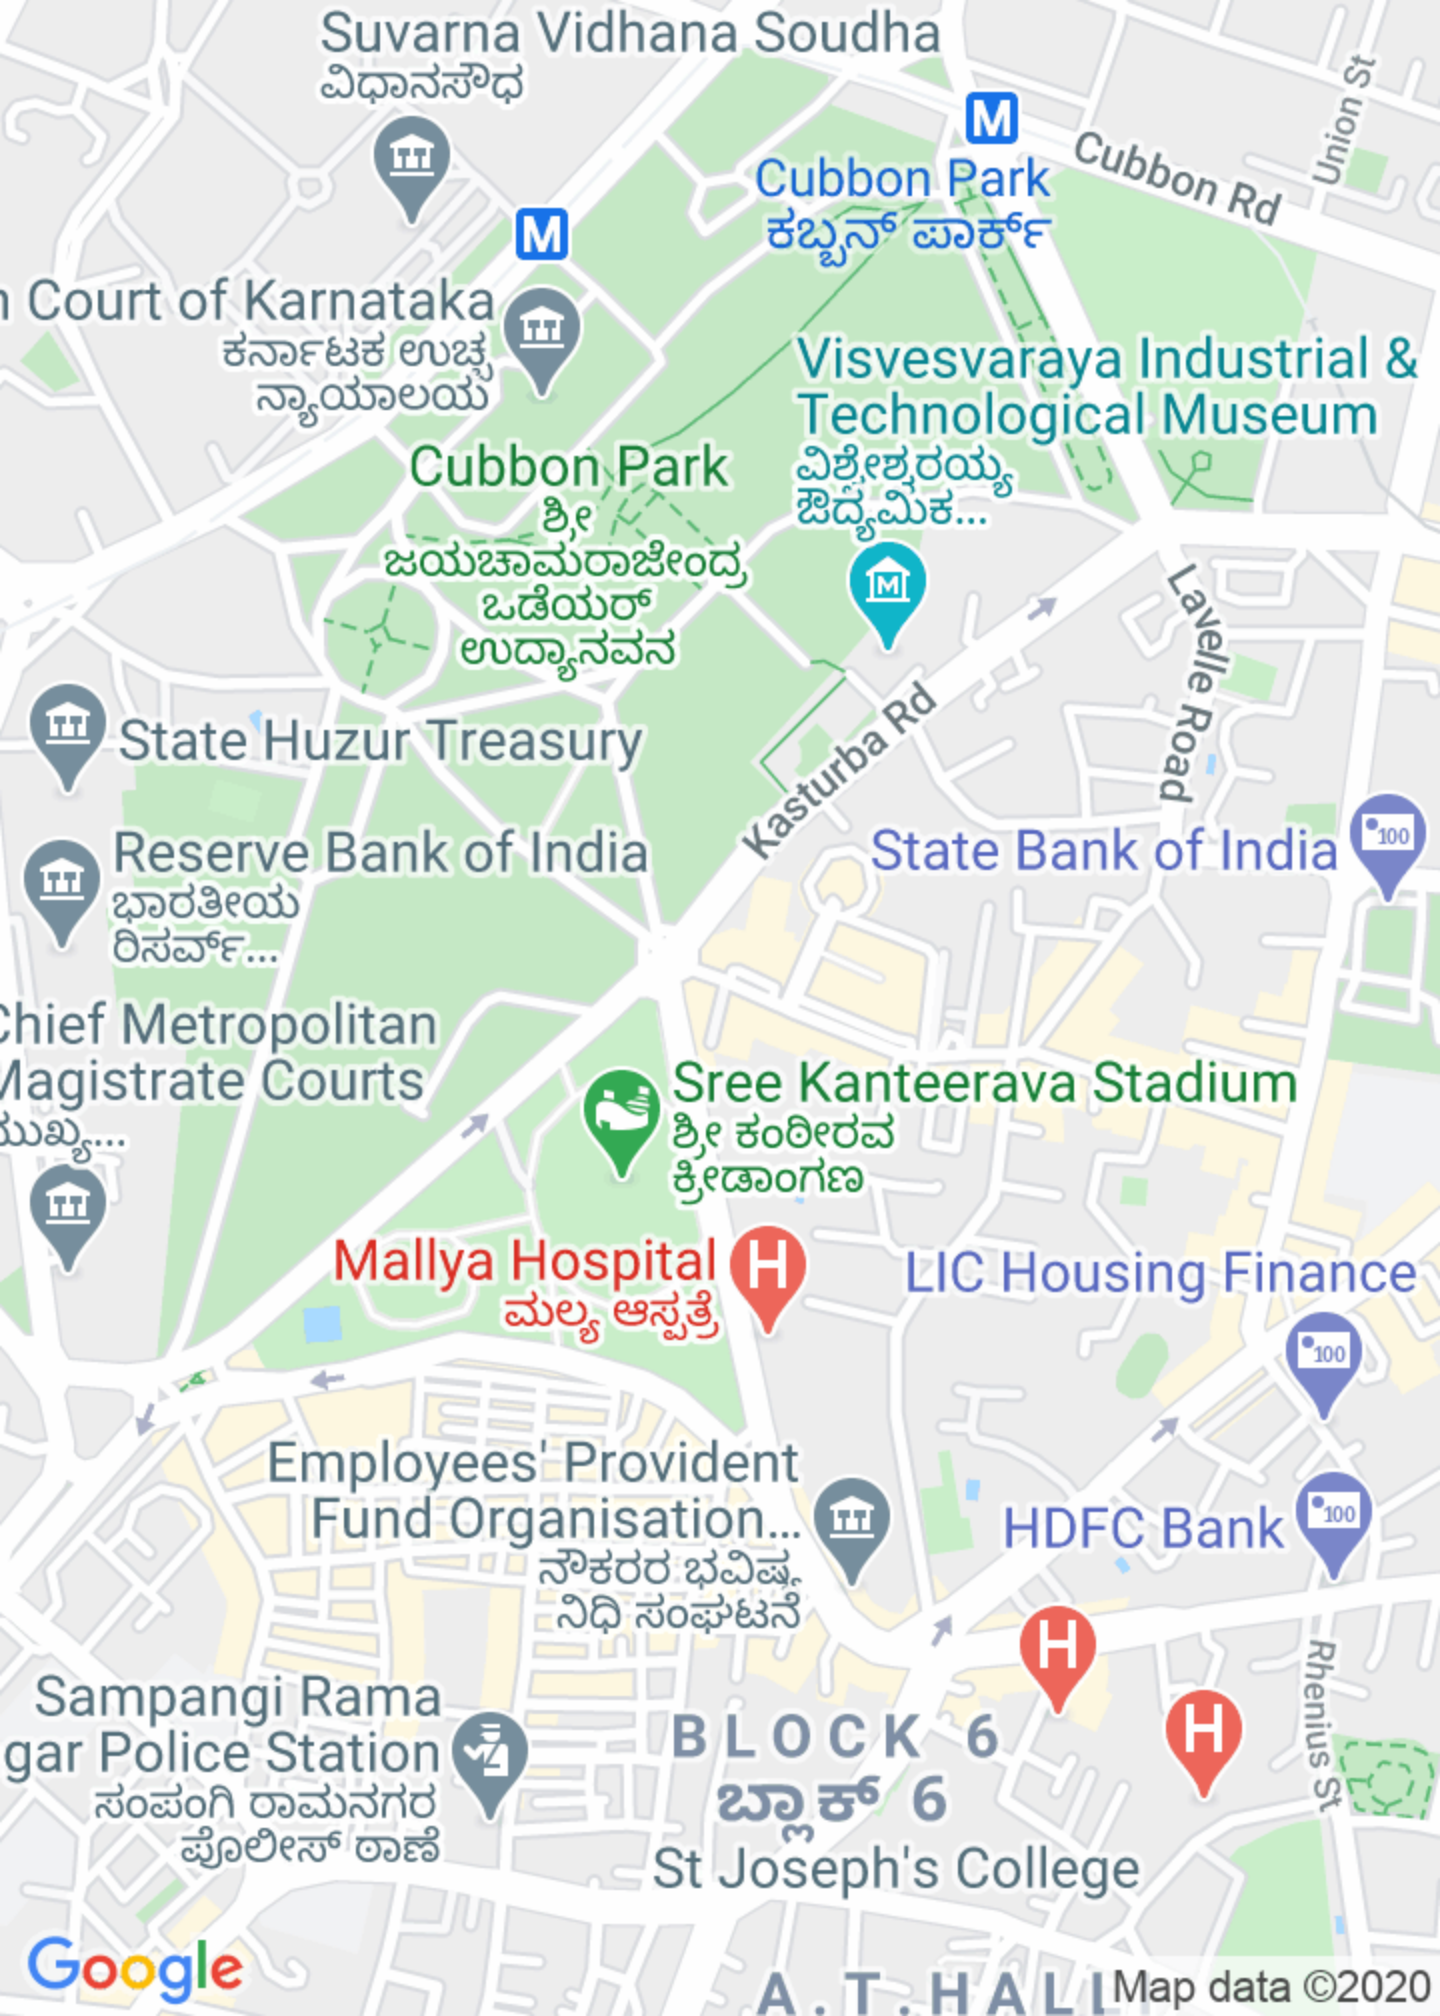 Suvarna Vidhana Soudha
ವಿಧಾನಸೌಧ
M
Union St
Cubbon Rd
Cubbon Park
ಕಬ್ಬನ್ ಪಾರ್ಕ್
M
Court of Karnataka
ಕರ್ನಾಟಕ ಉಚ್ಚ
ನ್ಯಾಯಾಲಯ
Visvesvaraya Industrial &
Technological Museum
ವಿಶ್ವೇಶ್ವರಯ್ಯ
ಔದ್ಯಮಿಕ...
M
Cubbon Park
ಶ್ರೀ
ಜಯಚಾಮರಾಜೇಂದ್ರ
ಒಡೆಯರ್
ಉದ್ಯಾನವನ
Lavelle Road
State Huzur Treasury
Kasturba Rd
Reserve Bank of India
ಭಾರತೀಯ
ರಿಸರ್ವ್...
State Bank of India
100
Chief Metropolitan
Magistrate Courts
ಮುಖ್ಯ...
Sree Kanteerava Stadium
ಶ್ರೀ ಕಂಠೀರವ
ಕ್ರೀಡಾಂಗಣ
Mallya Hospital
ಮಲ್ಯ ಆಸ್ಪತ್ರೆ
H
LIC Housing Finance
100
Employees' Provident
Fund Organisation...
ನೌಕರರ ಭವಿಷ್ಯ
ನಿಧಿ ಸಂಘಟನೆ
HDFC Bank
100
H
H
Rhenius St
Sampangi Rama
gar Police Station
ಸಂಪಂಗಿ ರಾಮನಗರ
ಪೊಲೀಸ್ ಠಾಣೆ
BLOCK 6
ಬ್ಲಾಕ್ 6
St Joseph's College
A.T.HALL
Google
Map data ©2020